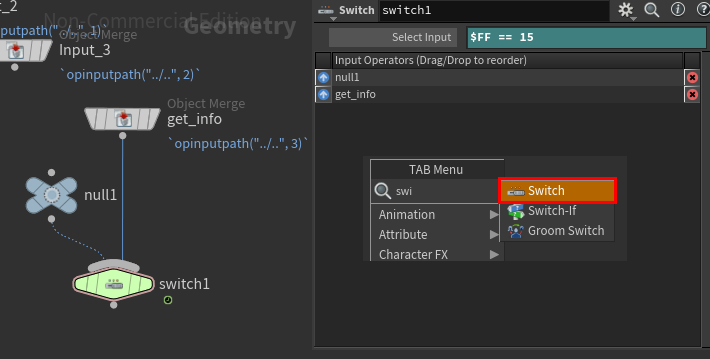 _2
Non-Commercial Edition
Geometry
inputpath("../..", 1)`
Object Merge
Input_3
`opinputpath("../..", 2)`
Object Merge
get_info
`opinputpath("../..", 3)`
null1
switch1
Switch switch1
Select Input $FF == 15
Input Operators (Drag/Drop to reorder)
null1
get_info
TAB Menu
swi
Animation
Attribute
Character FX
Switch
Switch-If
Groom Switch